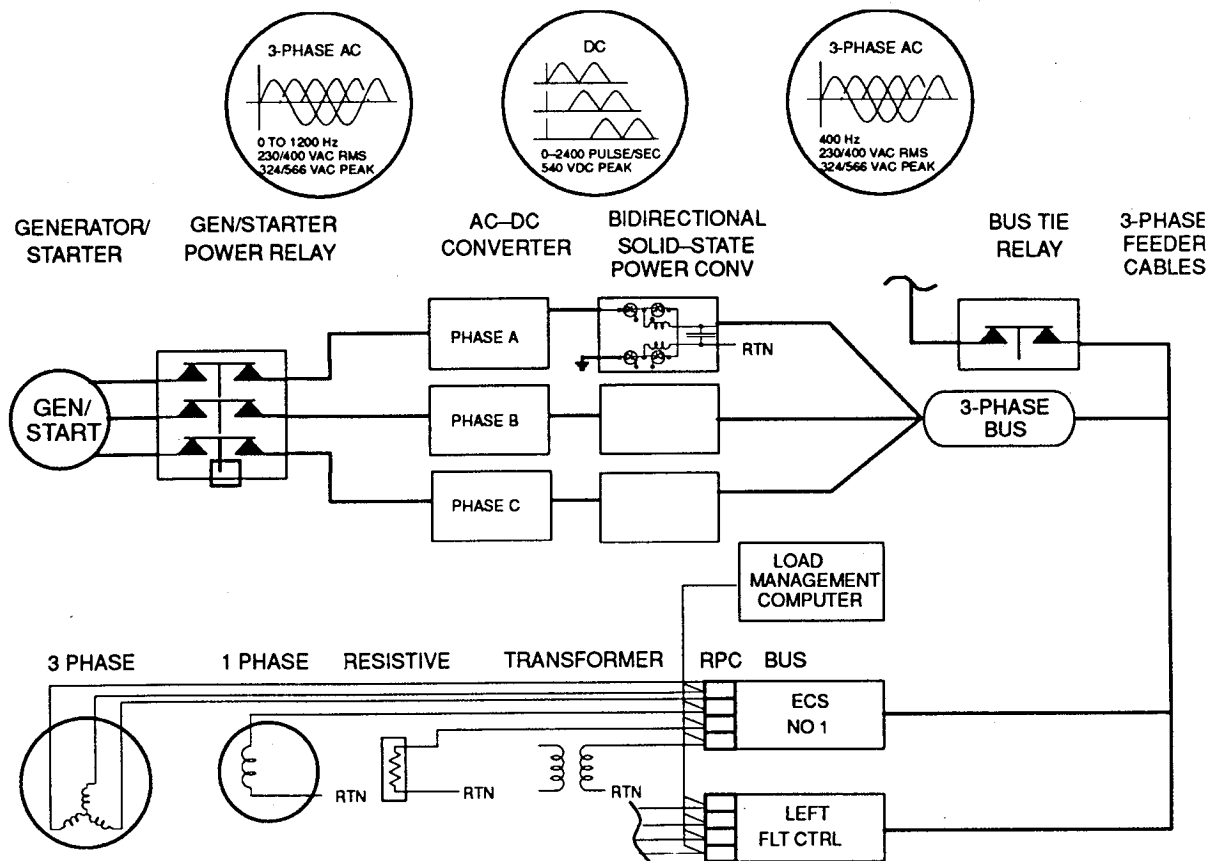 3-PHASE AC
0 TO 1200 Hz
230/400 VAC RMS
324/566 VAC PEAK
DC
0–2400 PULSE/SEC
540 VDC PEAK
3-PHASE AC
400 Hz
230/400 VAC RMS
324/566 VAC PEAK
GENERATOR/
STARTER
GEN/STARTER
POWER RELAY
AC–DC
CONVERTER
BIDIRECTIONAL
SOLID–STATE
POWER CONV
BUS TIE
RELAY
3-PHASE
FEEDER
CABLES
GEN/
START
PHASE A
RTN
PHASE B
3-PHASE
BUS
PHASE C
LOAD
MANAGEMENT
COMPUTER
3 PHASE
1 PHASE
RESISTIVE
TRANSFORMER
RPC
BUS
ECS
NO 1
RTN
RTN
RTN
LEFT
FLT CTRL